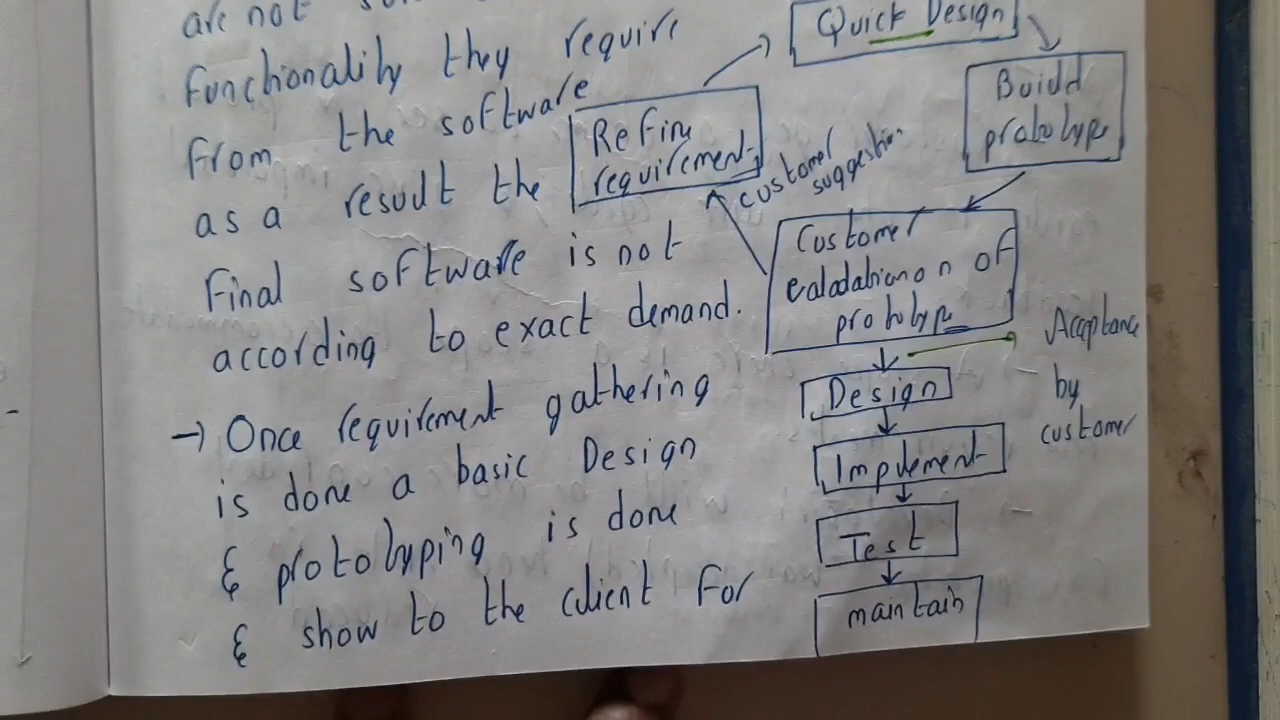 are not
functionality they require
from the software
as a result the
final software is not
according to exact demand.
→ Once requirement gathering
is done a basic Design
& prototyping is done
& show to the client for
Quick Design
Build
prototype
Refine
requirement
customer
suggestion
Customer
of
prototype
Acceptance
by
customer
Design
Implement
Test
maintain